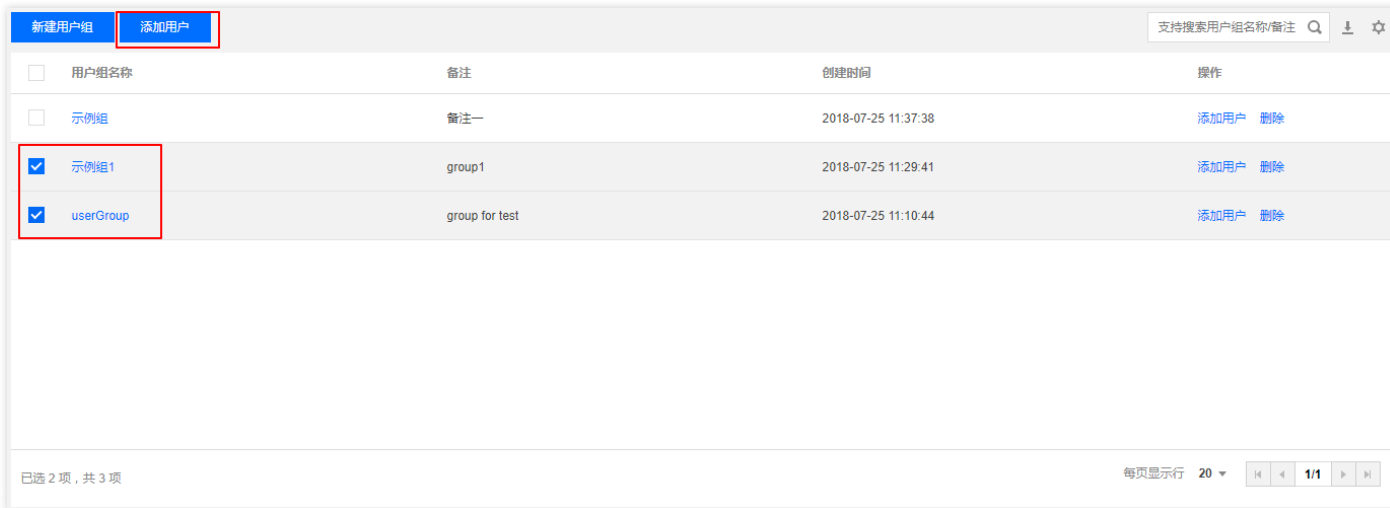 新建用户组 添加用户 支持搜索用户组名称/备注
用户组名称 备注 创建时间 操作
示例组 备注一 2018-07-25 11:37:38 添加用户 删除
示例组1 group1 2018-07-25 11:29:41 添加用户 删除
userGroup group for test 2018-07-25 11:10:44 添加用户 删除
已选 2 项，共 3 项 每页显示行 20 1/1